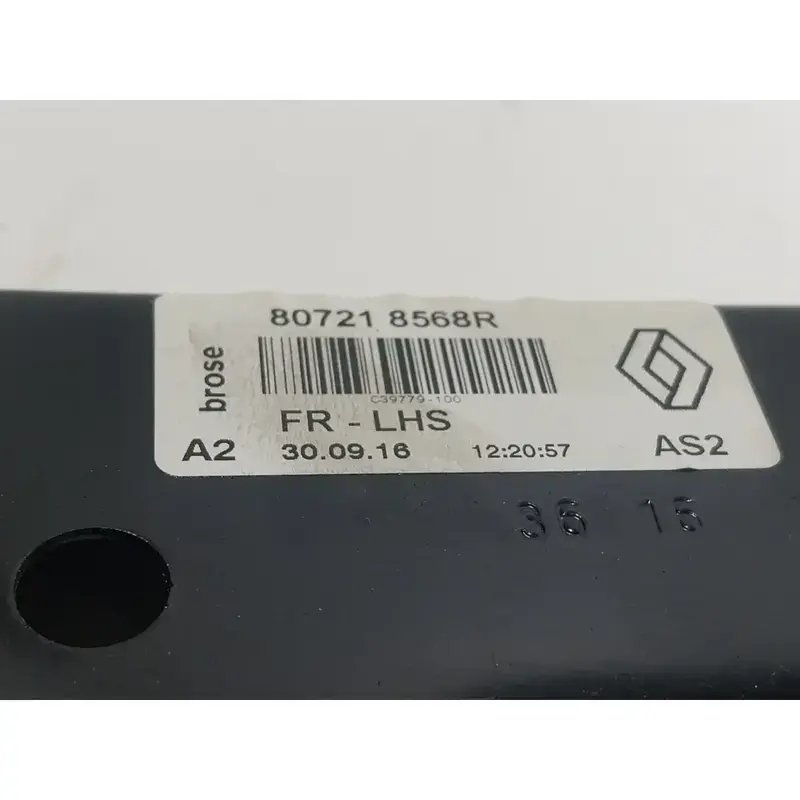 80721 8568R
brose
C39779-100
FR - LHS
A2 30.09.16 12:20:57 AS2
36 16